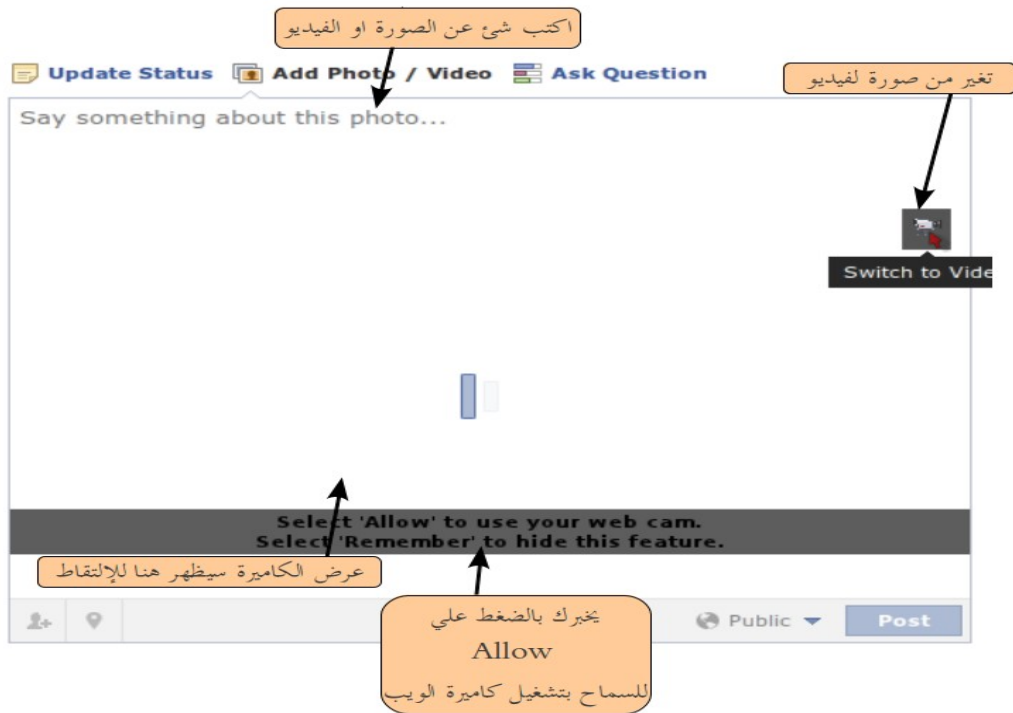 اكتب شئ عن الصورة او الفيديو
Update Status Add Photo / Video Ask Question
تغير من صورة لفيديو
Say something about this photo...
Switch to Vide
Select 'Allow' to use your web cam.
Select 'Remember' to hide this feature.
عرض الكاميرة سيظهر هنا للإلتقاط
يخبرك بالضغط علي
Allow
للسماح بتشغيل كاميرة الويب
Public Post